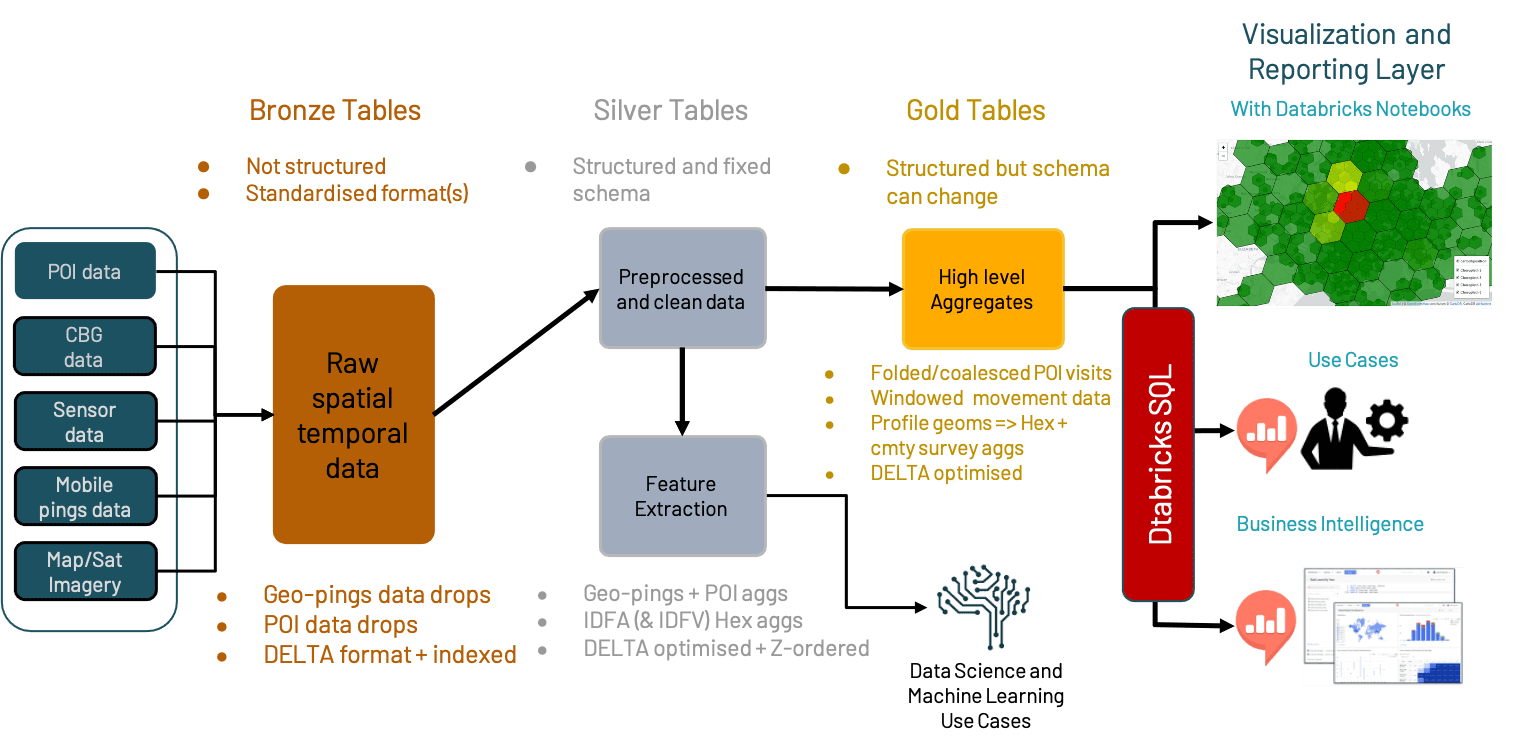 Visualization and
Reporting Layer
With Databricks Notebooks
Bronze Tables
Not structured
Standardised format(s)
Silver Tables
Structured and fixed
schema
Gold Tables
Structured but schema
can change
POI data
CBG
data
Sensor
data
Mobile
pings data
Map/Sat
Imagery
Raw
spatial
temporal
data
Preprocessed
and clean data
High level
Aggregates
Feature
Extraction
Folded/coalesced POI visits
Windowed movement data
Profile geoms => Hex +
cmty survey aggs
DELTA optimised
Dtabricks SQL
Use Cases
Business Intelligence
Geo-pings data drops
POI data drops
DELTA format + indexed
Geo-pings + POI aggs
IDFA (& IDFV) Hex aggs
DELTA optimised + Z-ordered
Data Science and
Machine Learning
Use Cases